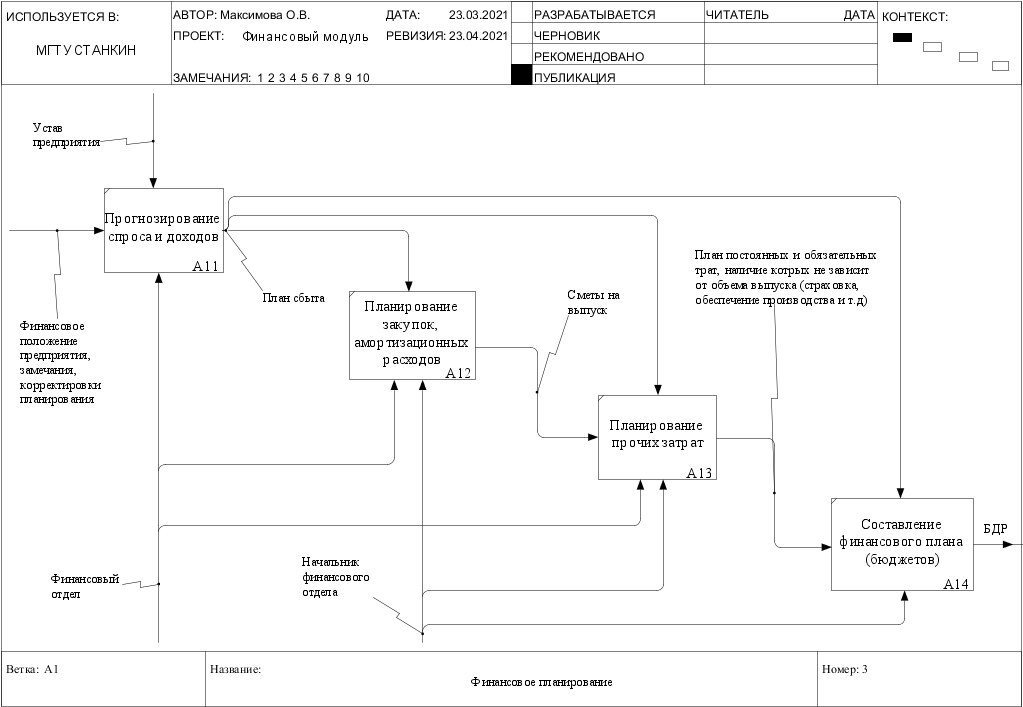 ИСПОЛЬЗУЕТСЯ В:
МГТУ СТАНКИН
АВТОР: Максимова О.В.
ДАТА: 23.03.2021
ПРОЕКТ: Финансовый модуль
РЕВИЗИЯ: 23.04.2021
ЗАМЕЧАНИЯ: 1 2 3 4 5 6 7 8 9 10
РАЗРАБАТЫВАЕТСЯ
ЧЕРНОВИК
РЕКОМЕНДОВАНО
ПУБЛИКАЦИЯ
ЧИТАТЕЛЬ
ДАТА
КОНТЕКСТ:
Устав
предприятия
Прогнозирование
спроса и доходов
A11
План сбыта
Финансовое
положение
предприятия,
замечания,
корректировки
планирования
Планирование
закупок,
амортизационных
расходов
A12
Сметы на
выпуск
План постоянных и обязательных
трат, наличие котрых не зависит
от объема выпуска (страховка,
обеспечение производства и т.д)
Планирование
прочих затрат
A13
Составление
финансового плана
(бюджетов)
A14
БДР
Финансовый
отдел
Начальник
финансового
отдела
Ветка: A1
Название:
Финансовое планирование
Номер: 3